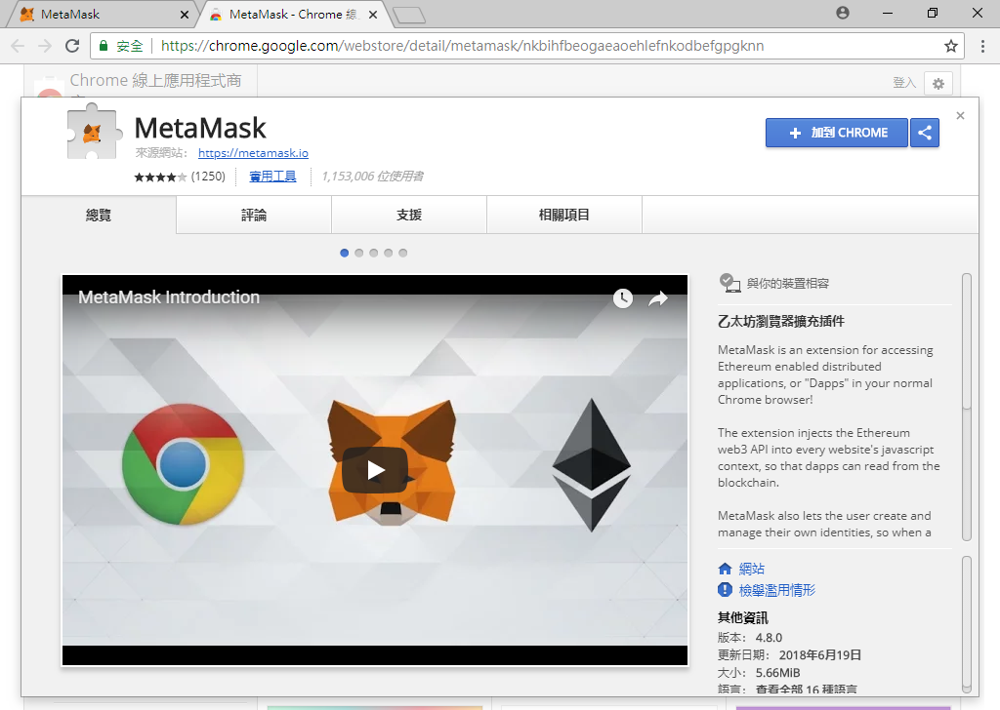 MetaMask
MetaMask - Chrome 線
安全 https://chrome.google.com/webstore/detail/metamask/nkbihfbeogaeaoehlefnkodbefgpgknn
Chrome 線上應用程式商
登入
MetaMask
加到 CHROME
來源網站： https://metamask.io
(1250) 實用工具 1,153,006 位使用者
總覽 評論 支援 相關項目
MetaMask Introduction
與你的裝置相容
乙太坊瀏覽器擴充插件
MetaMask is an extension for accessing
Ethereum enabled distributed
applications, or "Dapps" in your normal
Chrome browser!
The extension injects the Ethereum
web3 API into every website's javascript
context, so that dapps can read from the
blockchain.
MetaMask also lets the user create and
manage their own identities, so when a
網站
檢舉濫用情形
其他資訊
版本： 4.8.0
更新日期： 2018年6月19日
大小： 5.66MiB
語言： 查看全部 16 種語言